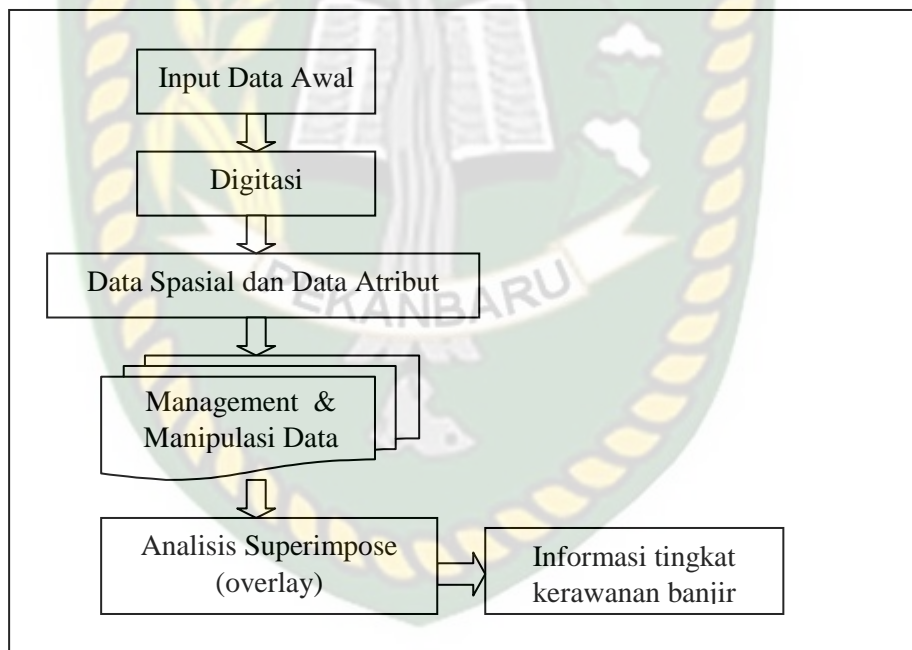 Input Data Awal
Digitasi
Data Spasial dan Data Atribut
PEKANBARU
Management &
Manipulasi Data
Analisis Superimpose
(overlay)
Informasi tingkat
kerawanan banjir